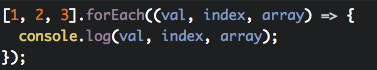 [1, 2, 3].forEach((val, index, array) => {
  console.log(val, index, array);
});